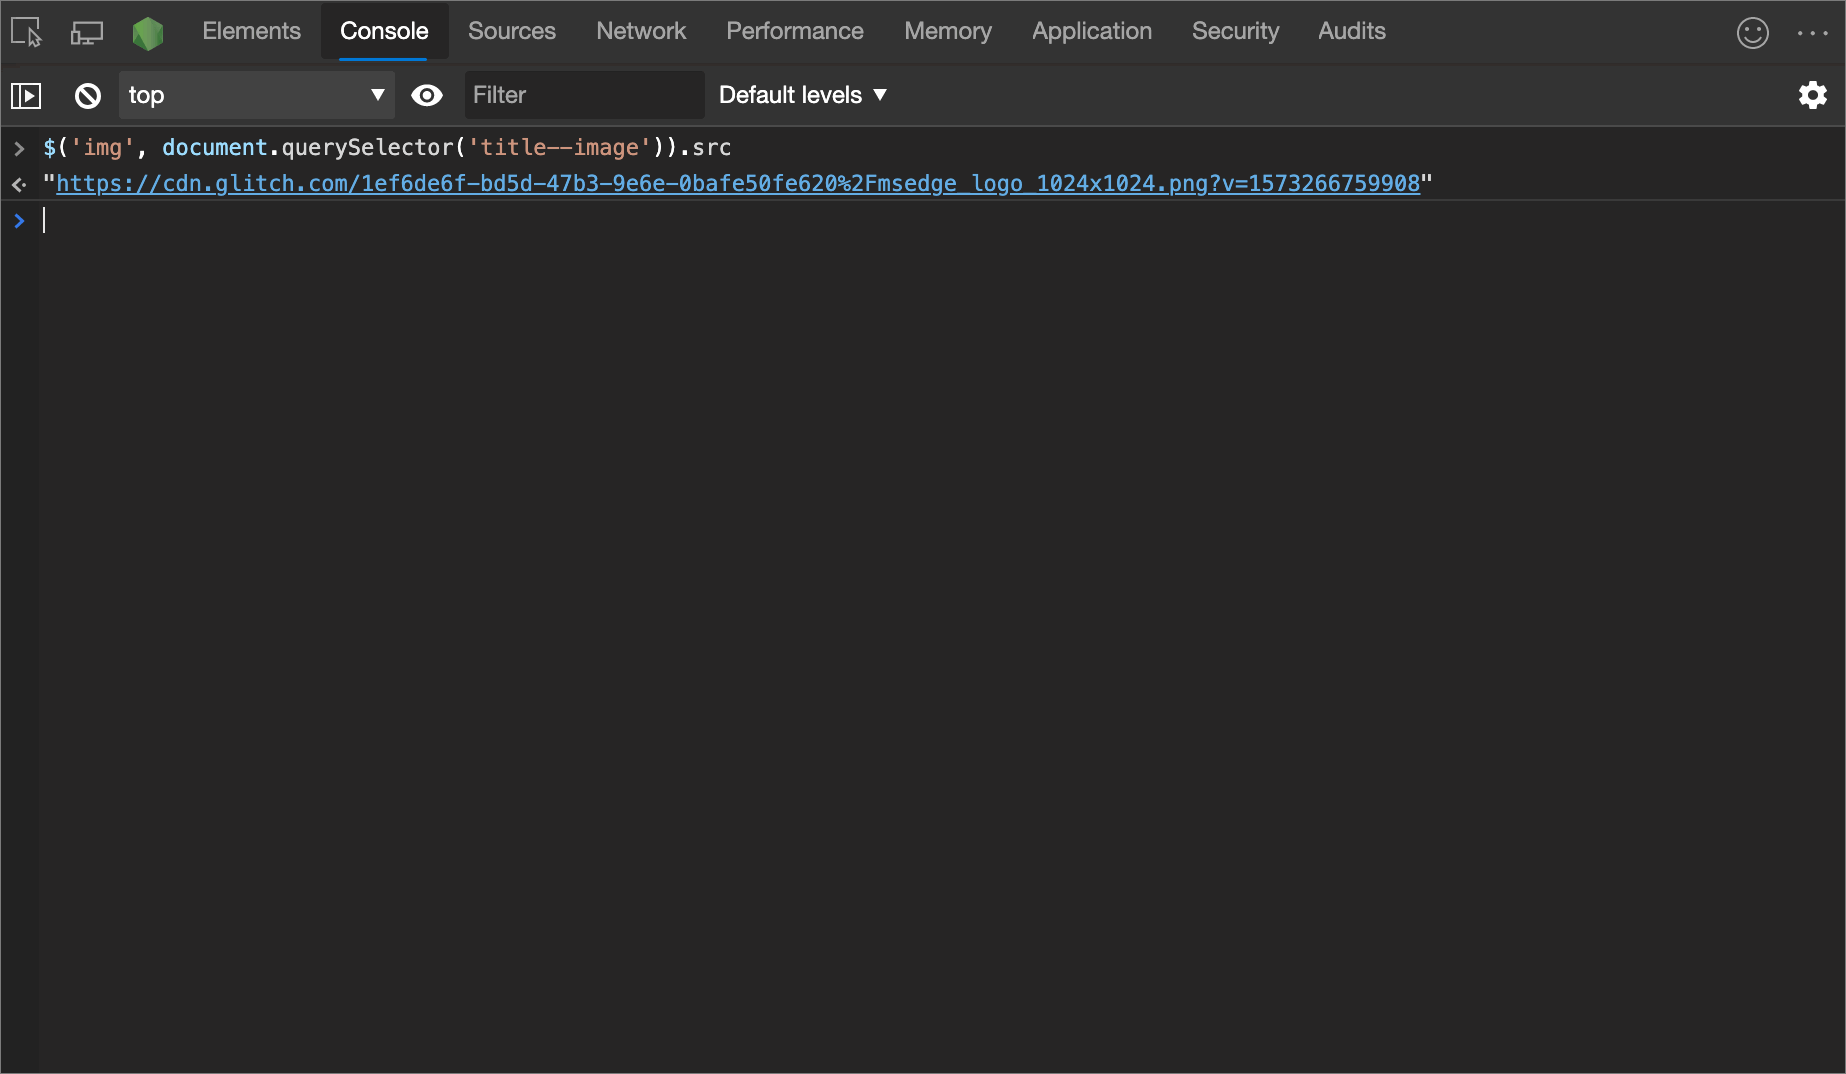 Elements Console Sources Network Performance Memory Application Security Audits
top Filter Default levels
$('img', document.querySelector('title--image')).src
"https://cdn.glitch.com/1ef6de6f-bd5d-47b3-9e6e-0bafe50fe620%2Fmsedge_logo_1024x1024.png?v=1573266759908"